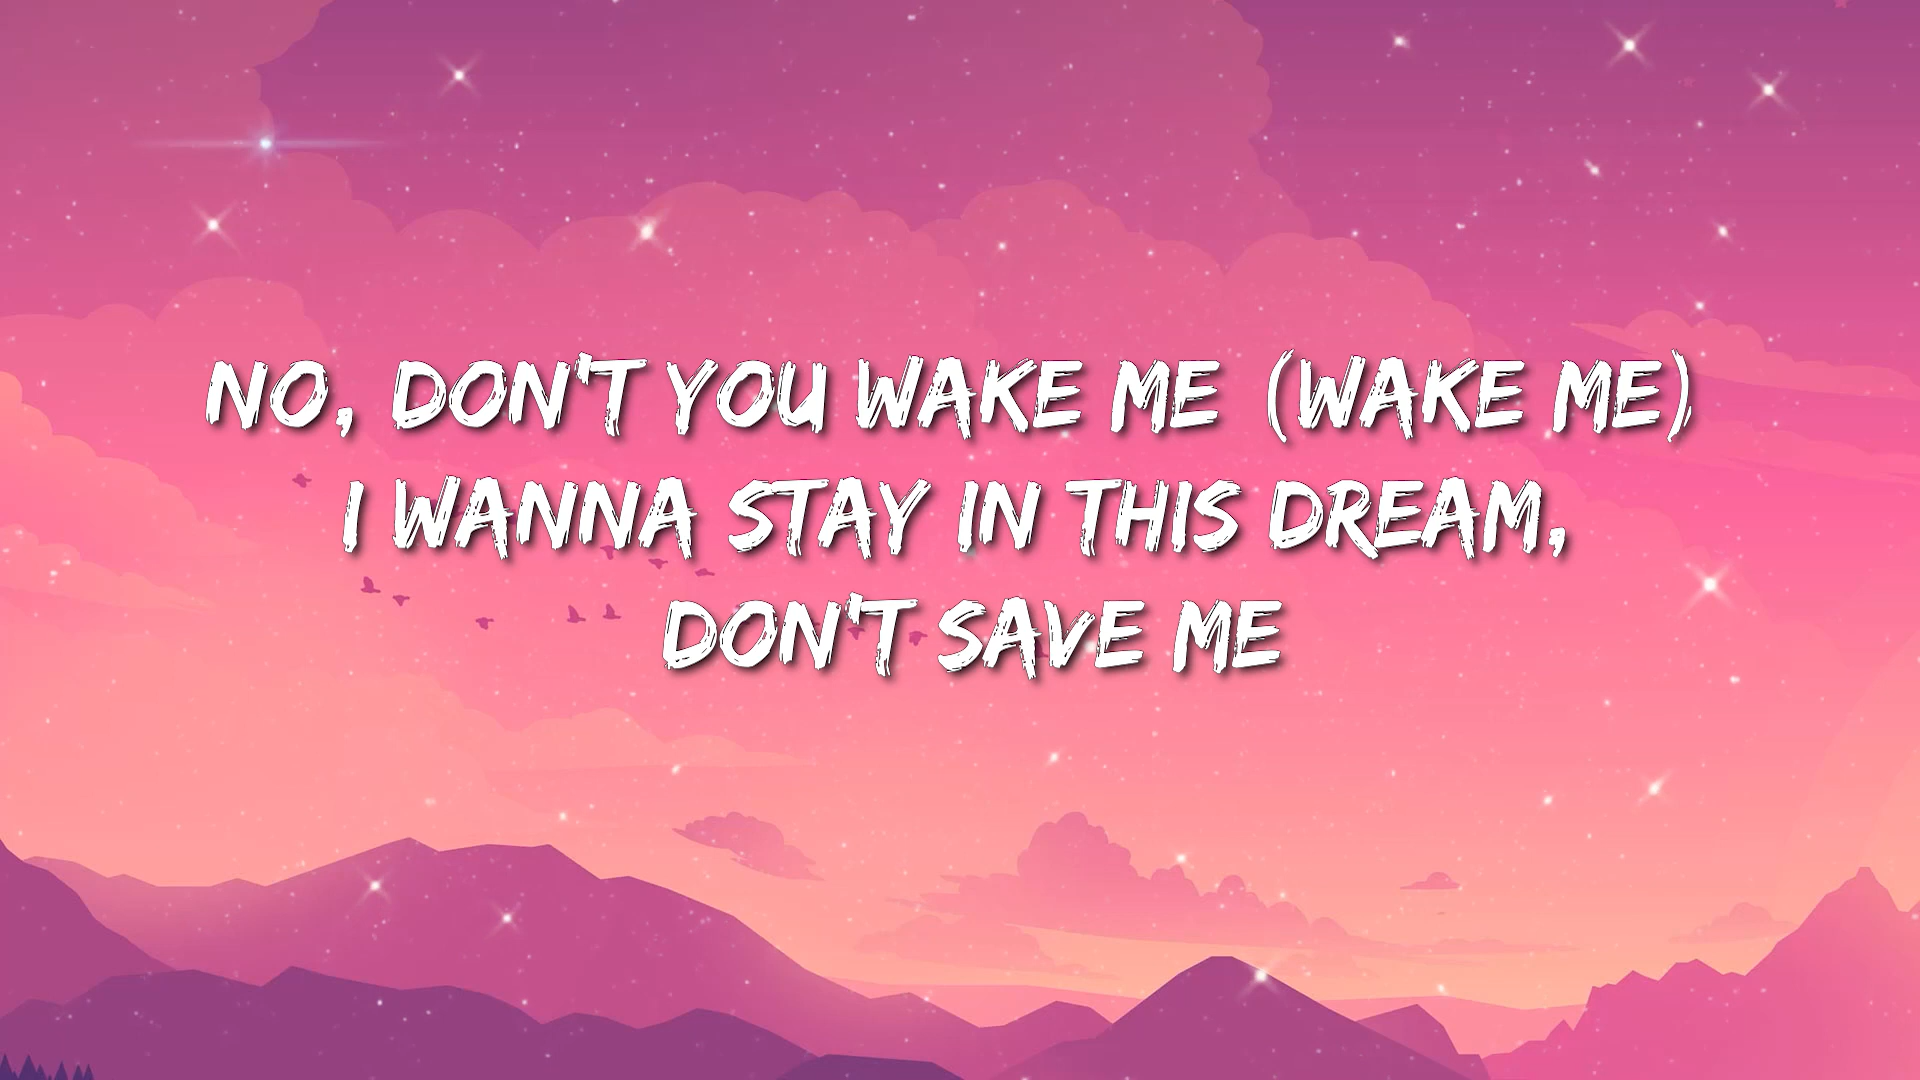 NO, DON'T YOU WAKE ME (WAKE ME)
I WANNA STAY IN THIS DREAM,
DON'T SAVE ME